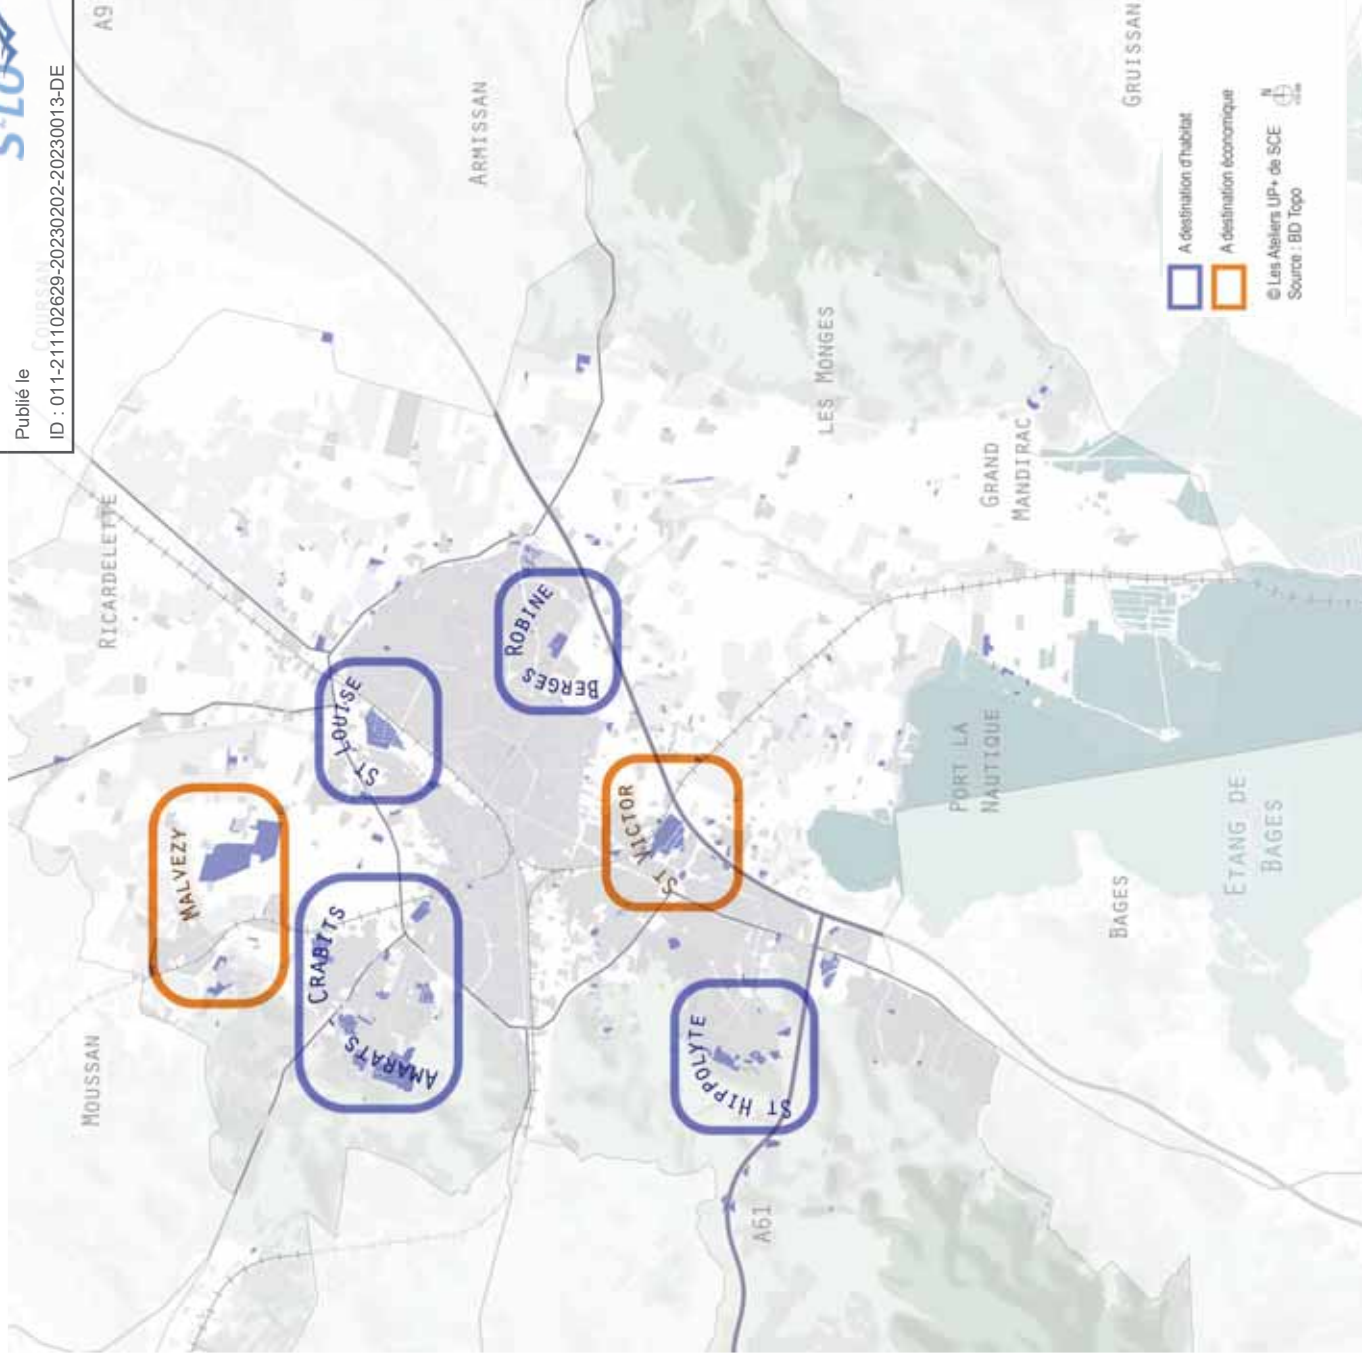 S²LO
Publié le
ID : 011-211102629-20230202-20230013-DE
COURSAN
A9
ARMISSAN
GRUISSAN
RICARDELETTE
LES MONGES
GRAND
MANDIRAC
ROBINE
BERGES
ST LOUISE
MALVEZY
CRABITS
AMARATS
ST VICTOR
ST HIPPOLYTE
MOUSSAN
A61
PORT LA
NAUTIQUE
ETANG DE
BAGES
BAGES
A destination d'habitat
A destination économique
© Les Ateliers UP+ de SCE
Source : BD Topo
N